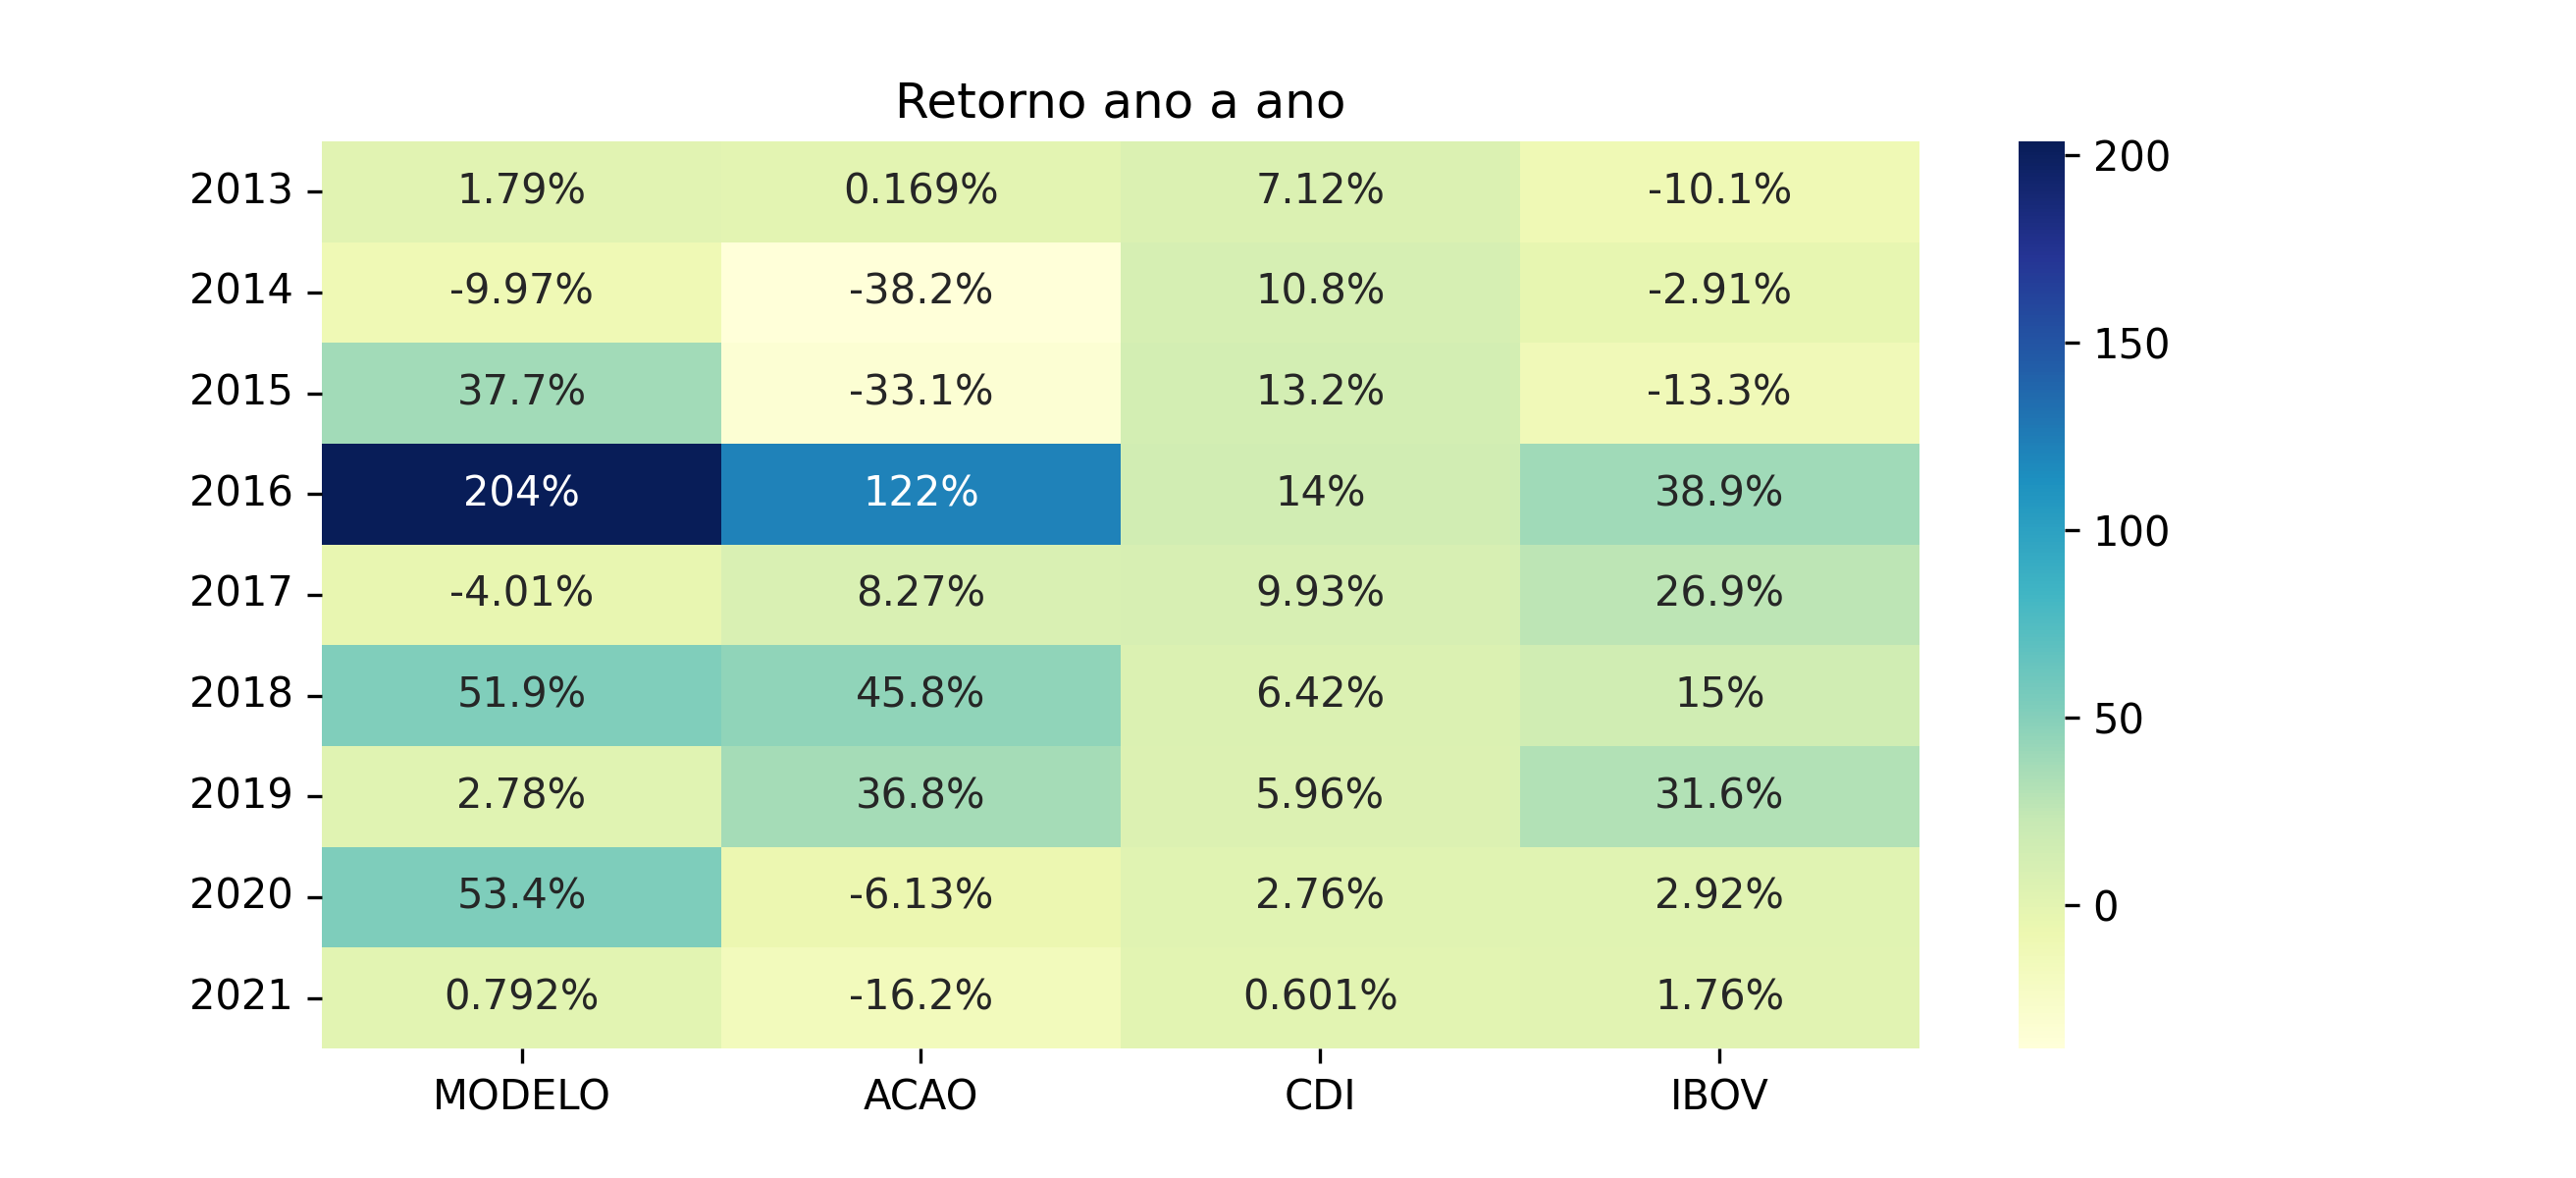 Retorno ano a ano
2013 1.79% 0.169% 7.12% -10.1%
2014 -9.97% -38.2% 10.8% -2.91%
2015 37.7% -33.1% 13.2% -13.3%
2016 204% 122% 14% 38.9%
2017 -4.01% 8.27% 9.93% 26.9%
2018 51.9% 45.8% 6.42% 15%
2019 2.78% 36.8% 5.96% 31.6%
2020 53.4% -6.13% 2.76% 2.92%
2021 0.792% -16.2% 0.601% 1.76%
MODELO ACAO CDI IBOV
200
150
100
50
0